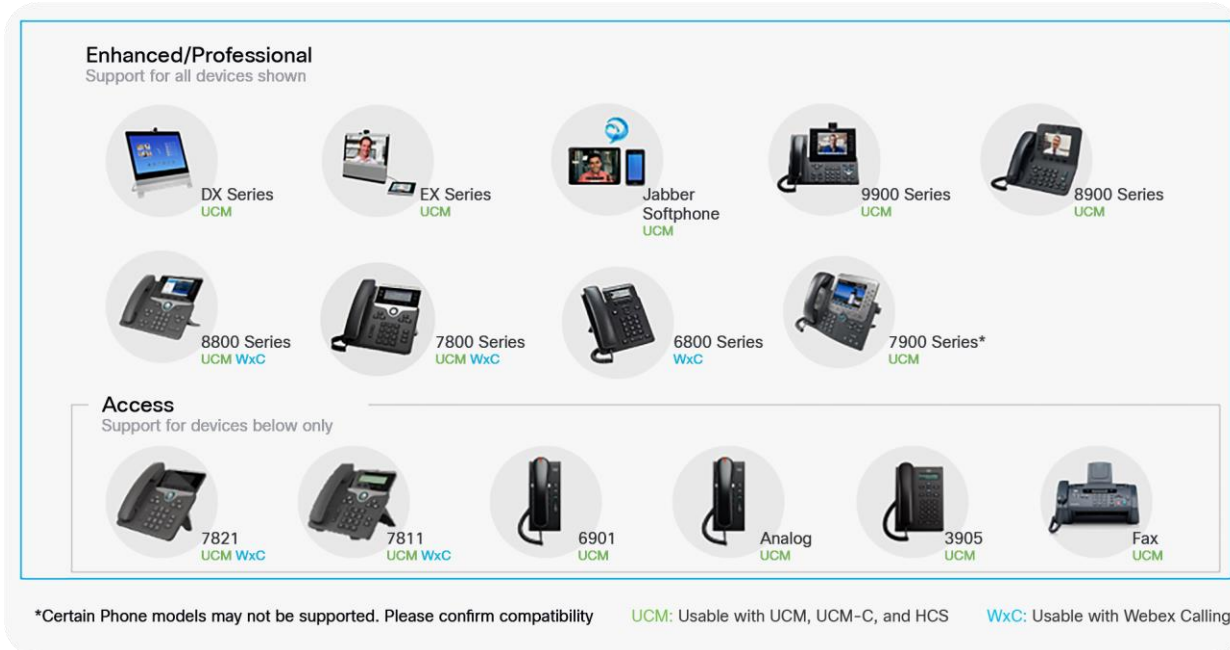 Enhanced/Professional
Support for all devices shown
DX Series
UCM
EX Series
UCM
Jabber
Softphone
UCM
9900 Series
UCM
8900 Series
UCM
8800 Series
UCM WxC
7800 Series
UCM WxC
6800 Series
WxC
7900 Series*
UCM
Access
Support for devices below only
7821
UCM WxC
7811
UCM WxC
6901
UCM
Analog
UCM
3905
UCM
Fax
UCM
*Certain Phone models may not be supported. Please confirm compatibility
UCM: Usable with UCM, UCM-C, and HCS
WxC: Usable with Webex Calling